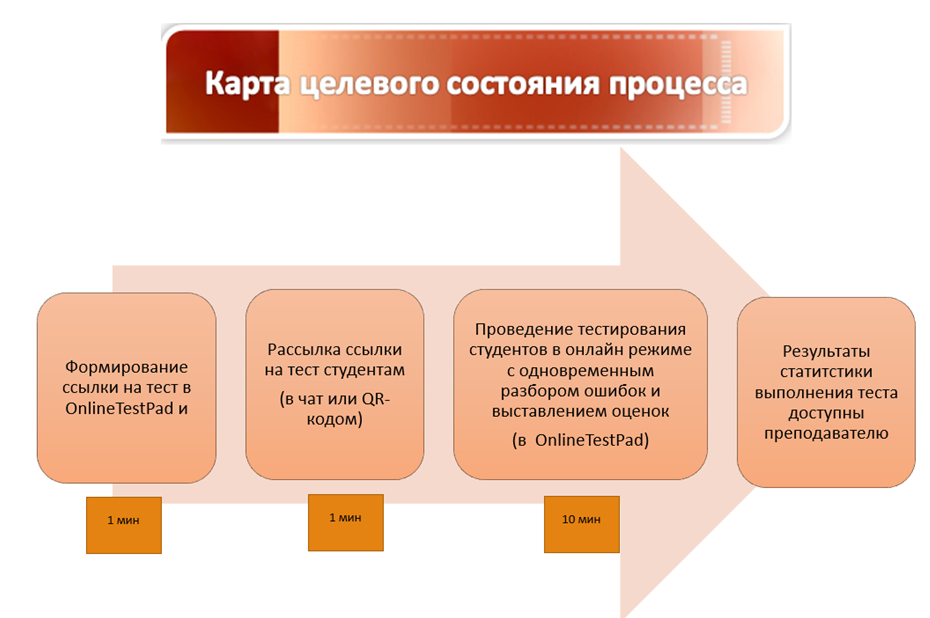 Карта целевого состояния процесса
Формирование
ссылки на тест в
OnlineTestPad и
Рассылка ссылки
на тест студентам
(в чат или QR-
кодом)
Проведение тестирования
студентов в онлайн режиме
с одновременным
разбором ошибок и
выставлением оценок
(в OnlineTestPad)
Результаты
статитстики
выполнения теста
доступны
преподавателю
1 мин
1 мин
10 мин